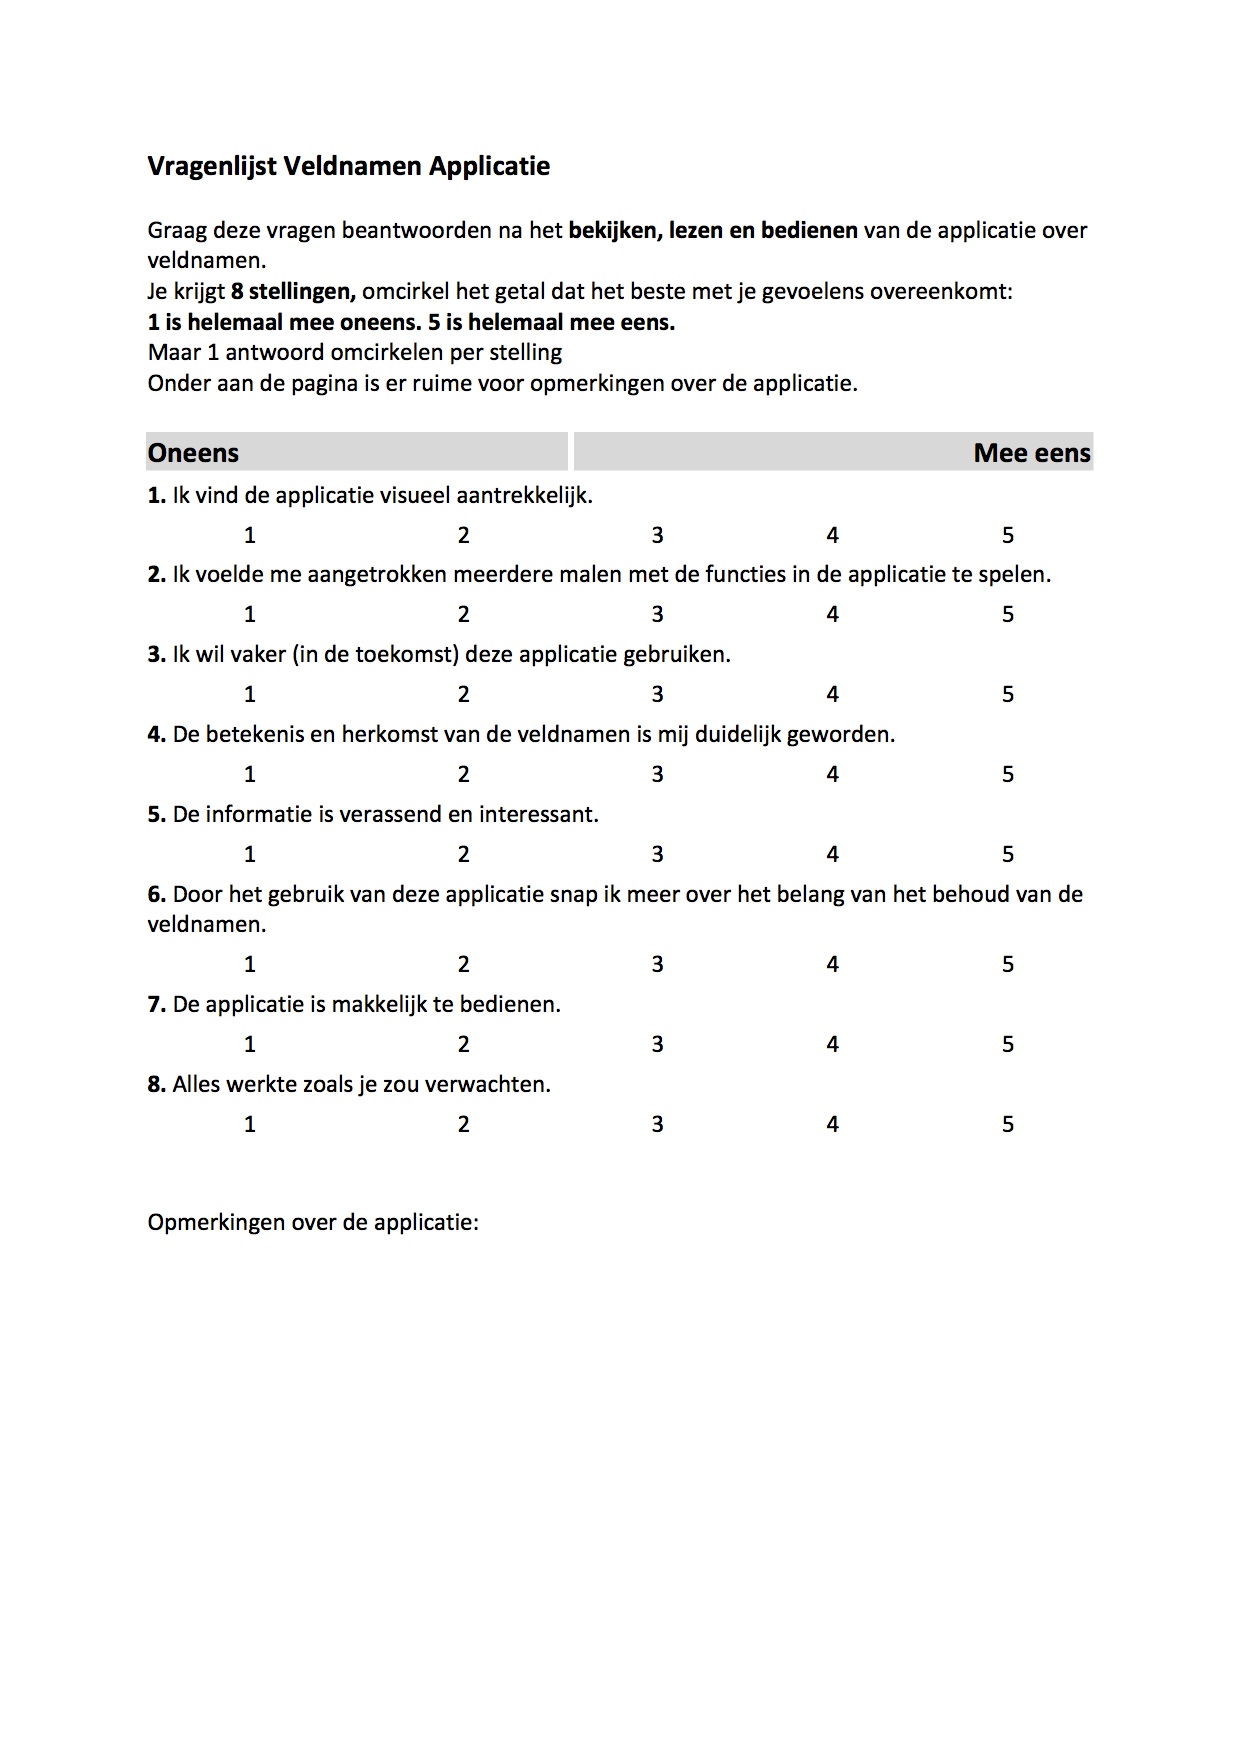 Vragenlijst Veldnamen Applicatie
Graag deze vragen beantwoorden na het bekijken, lezen en bedienen van de applicatie over
veldnamen.
Je krijgt 8 stellingen, omcirkel het getal dat het beste met je gevoelens overeenkomt:
1 is helemaal mee oneens. 5 is helemaal mee eens.
Maar 1 antwoord omcirkelen per stelling
Onder aan de pagina is er ruime voor opmerkingen over de applicatie.
Oneens Mee eens
1. Ik vind de applicatie visueel aantrekkelijk.
1 2 3 4 5
2. Ik voelde me aangetrokken meerdere malen met de functies in de applicatie te spelen.
1 2 3 4 5
3. Ik wil vaker (in de toekomst) deze applicatie gebruiken.
1 2 3 4 5
4. De betekenis en herkomst van de veldnamen is mij duidelijk geworden.
1 2 3 4 5
5. De informatie is verassend en interessant.
1 2 3 4 5
6. Door het gebruik van deze applicatie snap ik meer over het belang van het behoud van de
veldnamen.
1 2 3 4 5
7. De applicatie is makkelijk te bedienen.
1 2 3 4 5
8. Alles werkte zoals je zou verwachten.
1 2 3 4 5
Opmerkingen over de applicatie: